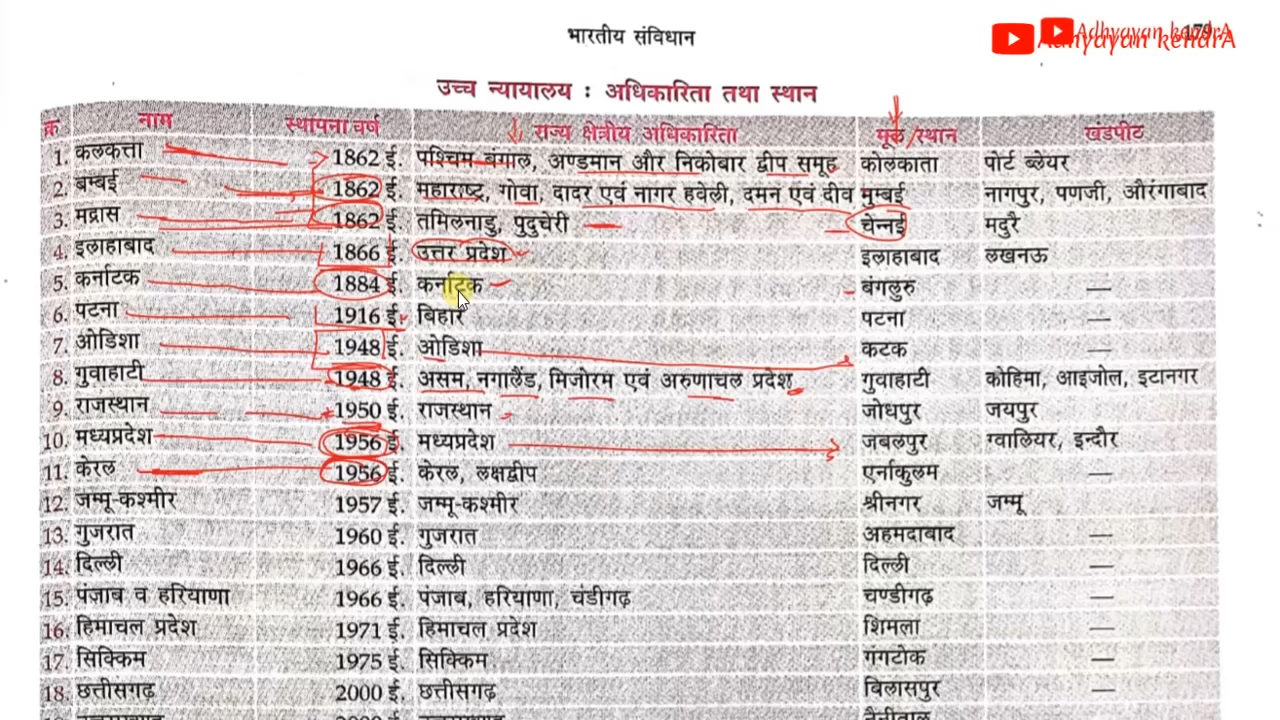 भारतीय संविधान
179
Adhyayan kendrA
Adhyayan kendrA
उच्च न्यायालय : अधिकारिता तथा स्थान
क्र नाम स्थापना वर्ष राज्य क्षेत्रीय अधिकारिता मूल/स्थान खंडपीट
1. कलकत्ता 1862 ई. पश्चिम बंगाल, अण्डमान और निकोबार द्वीप समूह कोलकाता पोर्ट ब्लेयर
2. बम्बई 1862 ई. महाराष्ट्र, गोवा, दादर एवं नागर हवेली, दमन एवं दीव मुम्बई नागपुर, पणजी, औरंगाबाद
3. मद्रास 1862 ई. तमिलनाडु, पुदुचेरी चेन्नई मदुरै
4. इलाहाबाद 1866 ई. उत्तर प्रदेश इलाहाबाद लखनऊ
5. कर्नाटक 1884 ई. कर्नाटक बंगलुरु —
6. पटना 1916 ई. बिहार पटना —
7. ओडिशा 1948 ई. ओडिशा कटक —
8. गुवाहाटी 1948 ई. असम, नगालैंड, मिजोरम एवं अरुणाचल प्रदेश गुवाहाटी कोहिमा, आइजोल, इटानगर
9. राजस्थान 1950 ई. राजस्थान जोधपुर जयपुर
10. मध्यप्रदेश 1956 ई. मध्यप्रदेश जबलपुर ग्वालियर, इन्दौर
11. केरल 1956 ई. केरल, लक्षद्वीप एर्नाकुलम —
12. जम्मू-कश्मीर 1957 ई. जम्मू-कश्मीर श्रीनगर जम्मू
13. गुजरात 1960 ई. गुजरात अहमदाबाद —
14. दिल्ली 1966 ई. दिल्ली दिल्ली —
15. पंजाब व हरियाणा 1966 ई. पंजाब, हरियाणा, चंडीगढ़ चण्डीगढ़ —
16. हिमाचल प्रदेश 1971 ई. हिमाचल प्रदेश शिमला —
17. सिक्किम 1975 ई. सिक्किम गंगटोक —
18. छत्तीसगढ़ 2000 ई. छत्तीसगढ़ बिलासपुर —